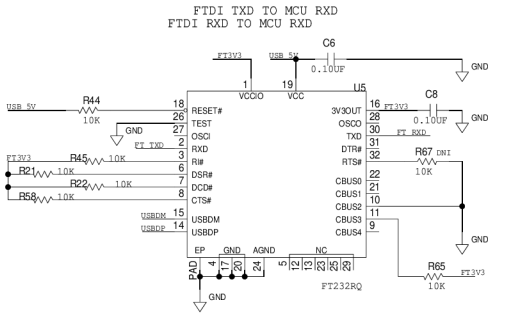 FTDI TXD TO MCU RXD
FTDI RXD TO MCU RXD
C6
FT3V3
USB 5V
0.10UF
GND
1
19
U5
VCCIO
VCC
C8
USB 5V
R44
10K
18
RESET#
3V3OUT
16
FT3V3
0.10UF
GND
26
TEST
OSCO
28
GND
27
OSCI
TXD
30
FT RXD
FT TXD
2
RXD
DTR#
31
R67
DNI
10K
FT3V3
R45
10K
3
RI#
RTS#
32
R21
10K
6
DSR#
CBUS0
22
R22
10K
7
DCD#
CBUS1
21
R58
10K
8
CTS#
CBUS2
10
USBDM
15
USBDM
CBUS3
11
USBDP
14
USBDP
CBUS4
9
GND
EP
GND
AGND
NC
PAD
4
17
20
24
5
12
13
23
25
29
R65
FT3V3
10K
FT232RQ
GND